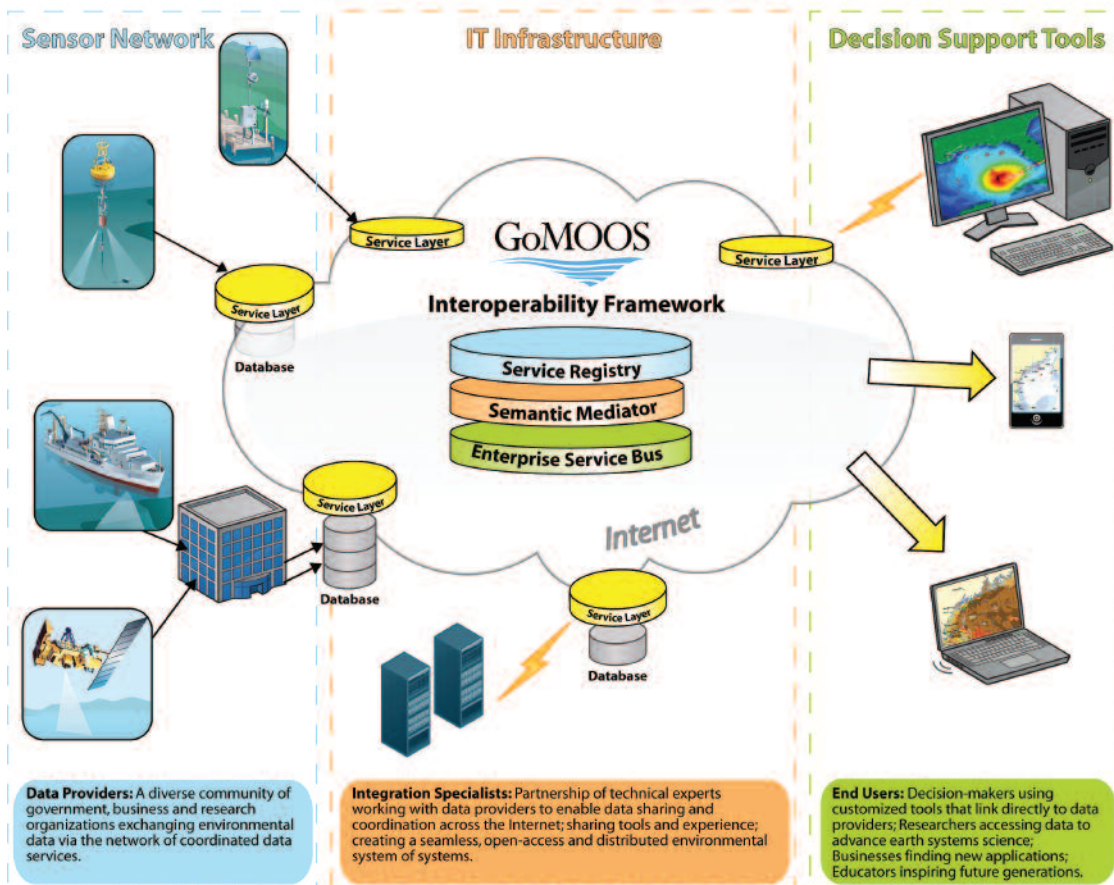 Sensor Network
IT Infrastructure
Decision Support Tools
Service Layer
GoMOOS
Service Layer
Interoperability Framework
Service Layer
Database
Service Registry
Semantic Mediator
Enterprise Service Bus
Service Layer
Database
Internet
Service Layer
Database
Data Providers: A diverse community of
government, business and research
organizations exchanging environmental
data via the network of coordinated data
services.
Integration Specialists: Partnership of technical experts
working with data providers to enable data sharing and
coordination across the Internet; sharing tools and experience;
creating a seamless, open-access and distributed environmental
system of systems.
End Users: Decision-makers using
customized tools that link directly to data
providers; Researchers accessing data to
advance earth systems science;
Businesses finding new applications;
Educators inspiring future generations.